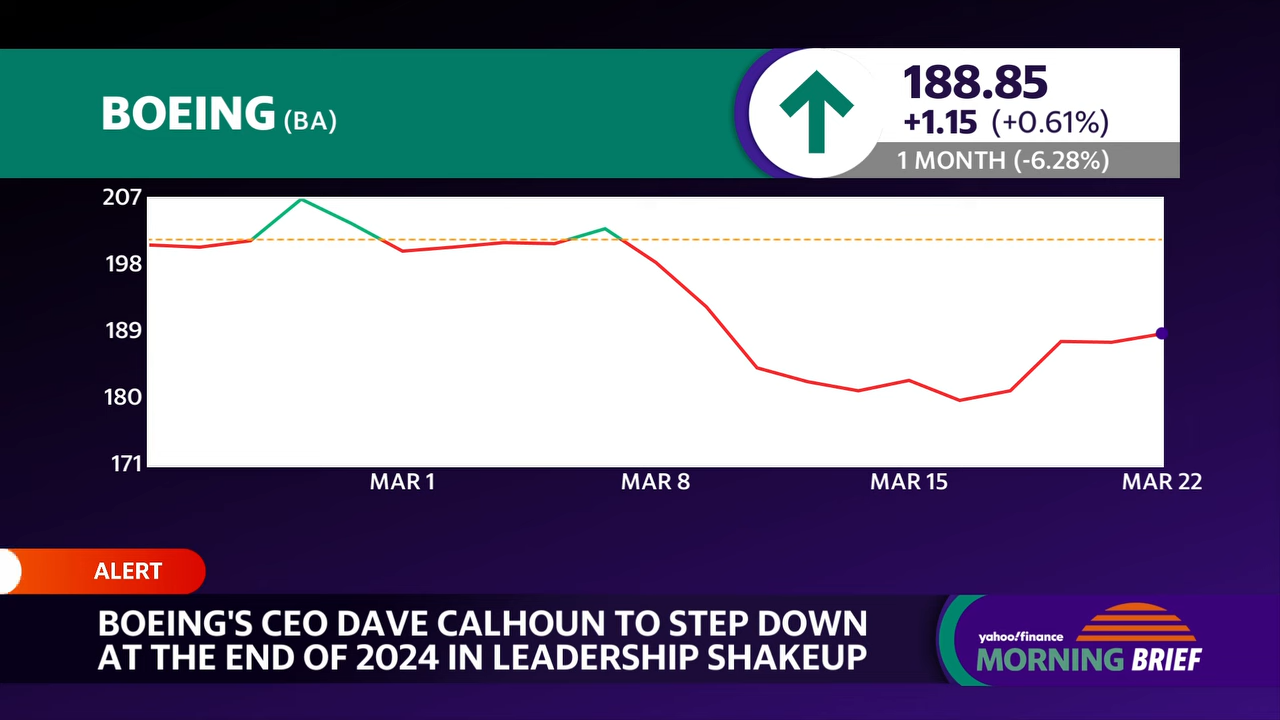 BOEING (BA)
188.85
+1.15 (+0.61%)
1 MONTH (-6.28%)
207
198
189
180
171
MAR 1 MAR 8 MAR 15 MAR 22
ALERT
BOEING'S CEO DAVE CALHOUN TO STEP DOWN
AT THE END OF 2024 IN LEADERSHIP SHAKEUP
yahoo!finance
MORNING BRIEF